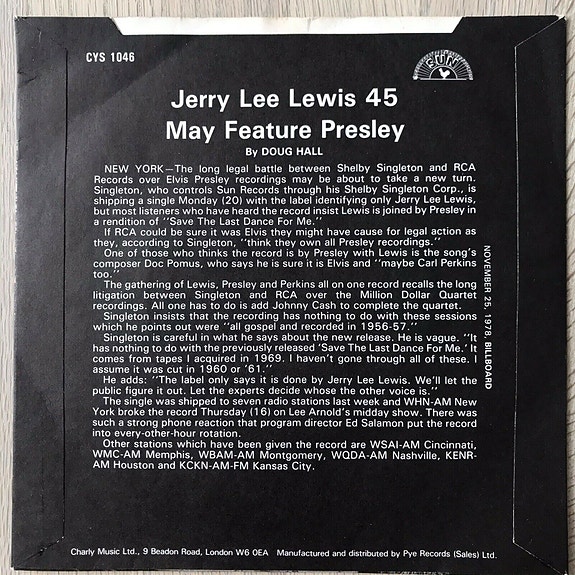 CYS 1046
SUN
Jerry Lee Lewis 45
May Feature Presley
By DOUG HALL
NEW YORK—The long legal battle between Shelby Singleton and RCA
Records over Elvis Presley recordings may be about to take a new turn.
Singleton, who controls Sun Records through his Shelby Singleton Corp., is
shipping a single Monday (20) with the label identifying only Jerry Lee Lewis,
but most listeners who have heard the record insist Lewis is joined by Presley in
a rendition of "Save The Last Dance For Me."
If RCA could be sure it was Elvis they might have cause for legal action as
they, according to Singleton, "think they own all Presley recordings."
One of those who thinks the record is by Presley with Lewis is the song's
composer Doc Pomus, who says he is sure it is Elvis and "maybe Carl Perkins
too."
The gathering of Lewis, Presley and Perkins all on one record recalls the long
litigation between Singleton and RCA over the Million Dollar Quartet
recordings. All one has to do is add Johnny Cash to complete the quartet.
Singleton insists that the recording has nothing to do with these sessions
which he points out were "all gospel and recorded in 1956-57."
Singleton is careful in what he says about the new release. He is vague. "It
has nothing to do with the previously released 'Save The Last Dance For Me.' It
comes from tapes I acquired in 1969. I haven't gone through all of these. I
assume it was cut in 1960 or '61."
He adds: "The label only says it is done by Jerry Lee Lewis. We'll let the
public figure it out. Let the experts decide whose the other voice is."
The single was shipped to seven radio stations last week and WHN-AM New
York broke the record Thursday (16) on Lee Arnold's midday show. There was
such a strong phone reaction that program director Ed Salamon put the record
into every-other-hour rotation.
Other stations which have been given the record are WSAI-AM Cincinnati,
WMC-AM Memphis, WBAM-AM Montgomery, WQDA-AM Nashville, KENR-
AM Houston and KCKN-AM-FM Kansas City.
NOVEMBER 25, 1978, BILLBOARD
Charly Music Ltd., 9 Beadon Road, London W6 0EA Manufactured and distributed by Pye Records (Sales) Ltd.